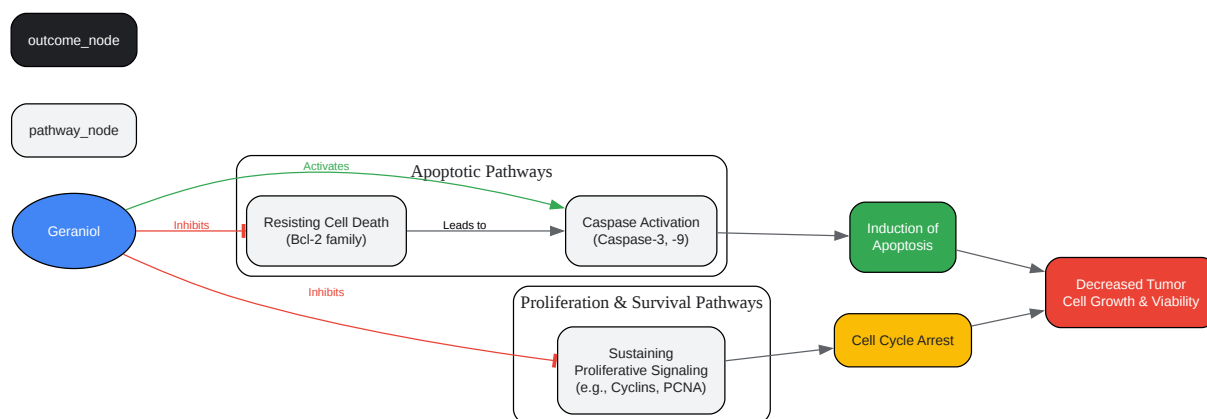 outcome_node
pathway_node
Geraniol
Activates
Inhibits
Inhibits
Apoptotic Pathways
Resisting Cell Death
(Bcl-2 family)
Leads to
Caspase Activation
(Caspase-3, -9)
Proliferation & Survival Pathways
Sustaining
Proliferative Signaling
(e.g., Cyclins, PCNA)
Induction of
Apoptosis
Cell Cycle Arrest
Decreased Tumor
Cell Growth & Viability